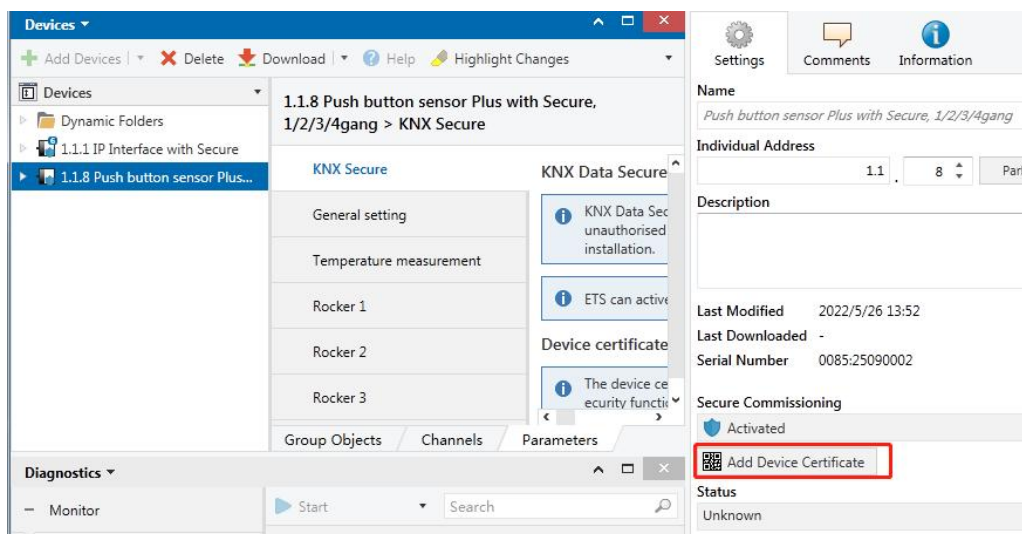 Devices
Add Devices Delete Download Help Highlight Changes
Devices
Dynamic Folders
1.1.1 IP Interface with Secure
1.1.8 Push button sensor Plus...
1.1.8 Push button sensor Plus with Secure,
1/2/3/4gang > KNX Secure
KNX Secure
General setting
Temperature measurement
Rocker 1
Rocker 2
Rocker 3
KNX Data Secure
KNX Data Sec
unauthorised
installation.
ETS can active
Device certificate
The device ce
ecurity functio
Group Objects Channels Parameters
Diagnostics
Monitor
Start Search
Settings Comments Information
Name
Push button sensor Plus with Secure, 1/2/3/4gang
Individual Address
1.1 . 8 Par
Description
Last Modified 2022/5/26 13:52
Last Downloaded -
Serial Number 0085:25090002
Secure Commissioning
Activated
Add Device Certificate
Status
Unknown